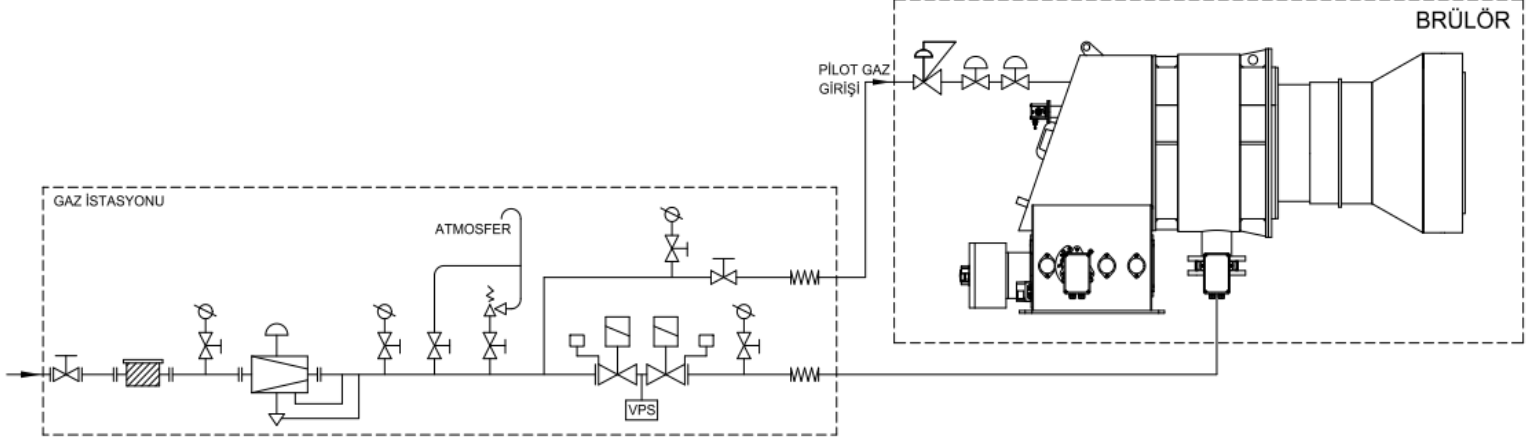 BRÜLÖR
PİLOT GAZ
GİRİŞİ
GAZ İSTASYONU
ATMOSFER
VPS